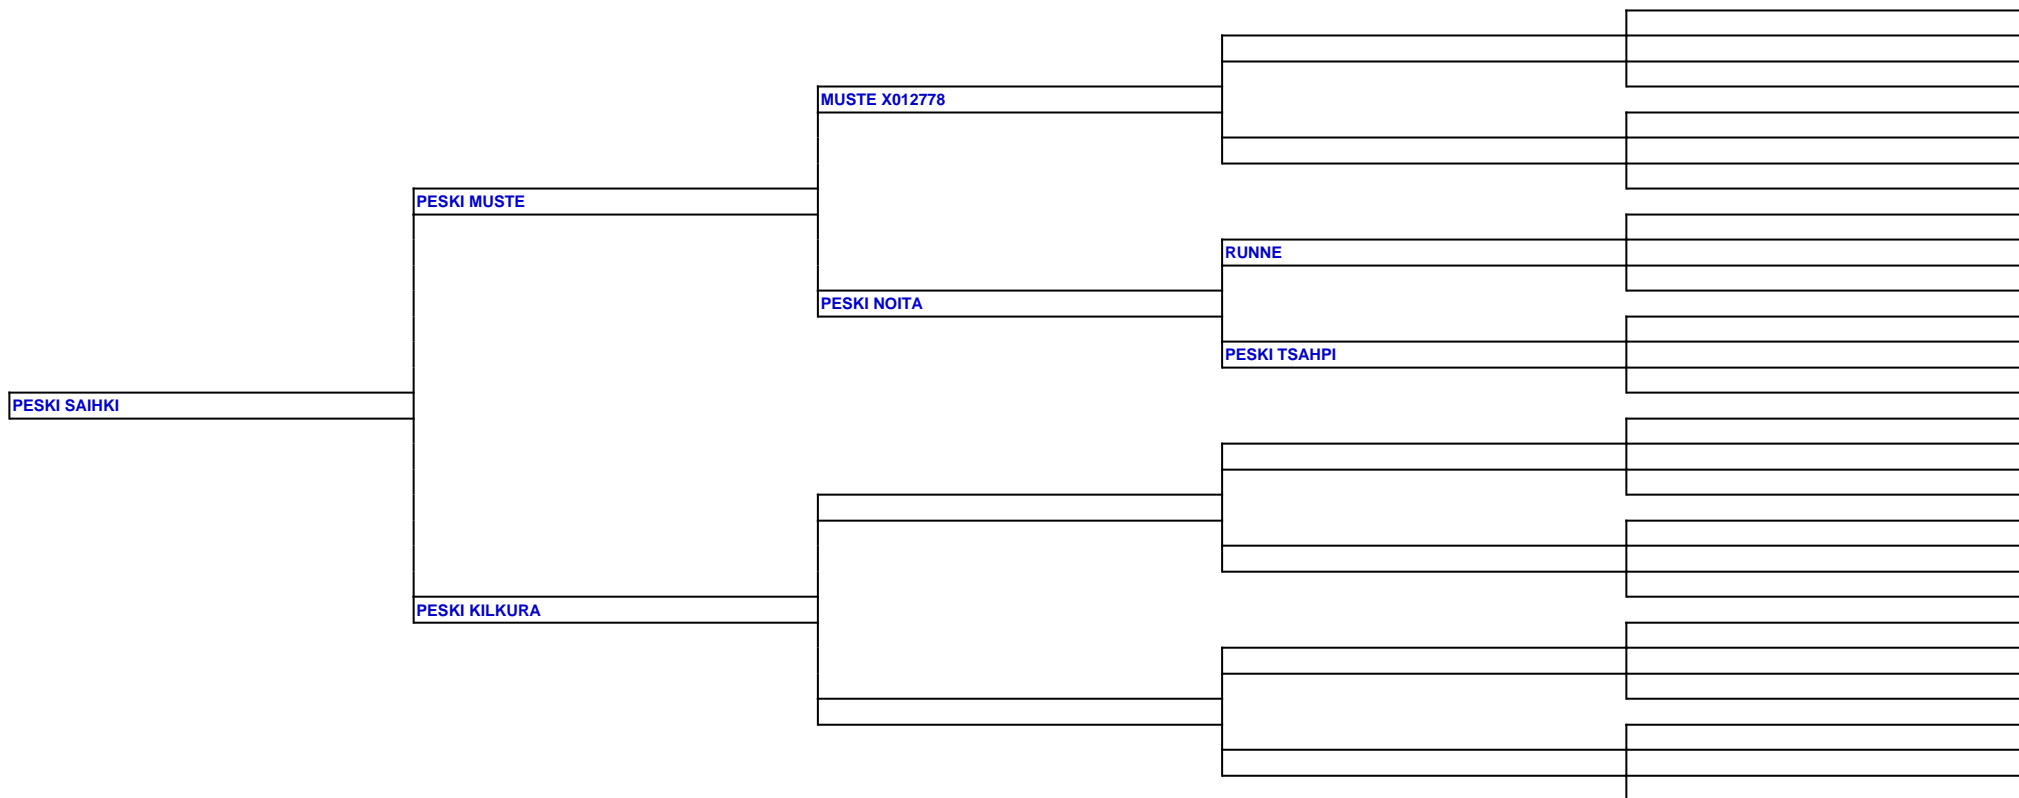 MUSTE X012778
PESKI MUSTE
RUNNE
PESKI NOITA
PESKI TSAHPI
PESKI SAIHKI
PESKI KILKURA